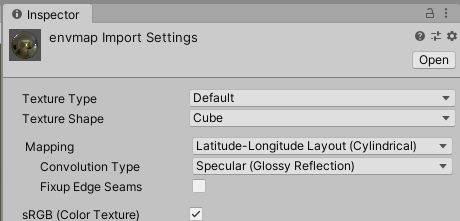 Inspector
envmap Import Settings
Open
Texture Type Default
Texture Shape Cube
Mapping Latitude-Longitude Layout (Cylindrical)
Convolution Type Specular (Glossy Reflection)
Fixup Edge Seams
sRGB (Color Texture)